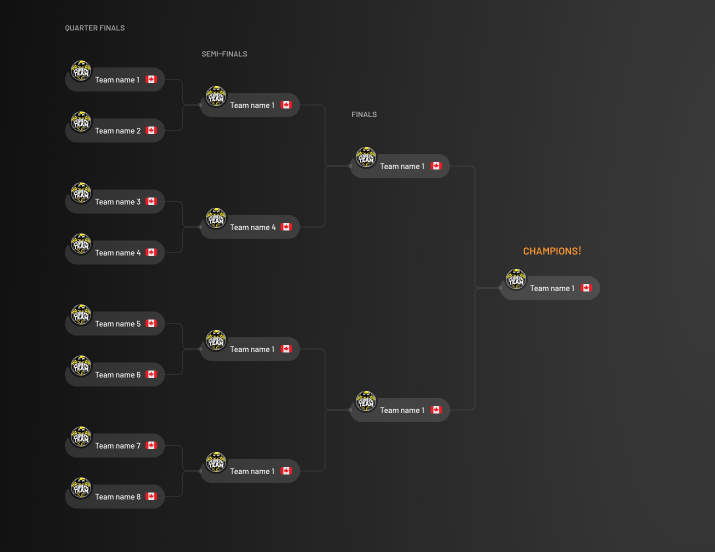 QUARTER FINALS
SEMI-FINALS
FINALS
CHAMPIONS!
Team name 1
Team name 2
Team name 3
Team name 4
Team name 5
Team name 6
Team name 7
Team name 8
Team name 1
Team name 4
Team name 1
Team name 1
Team name 1
Team name 1
Team name 1